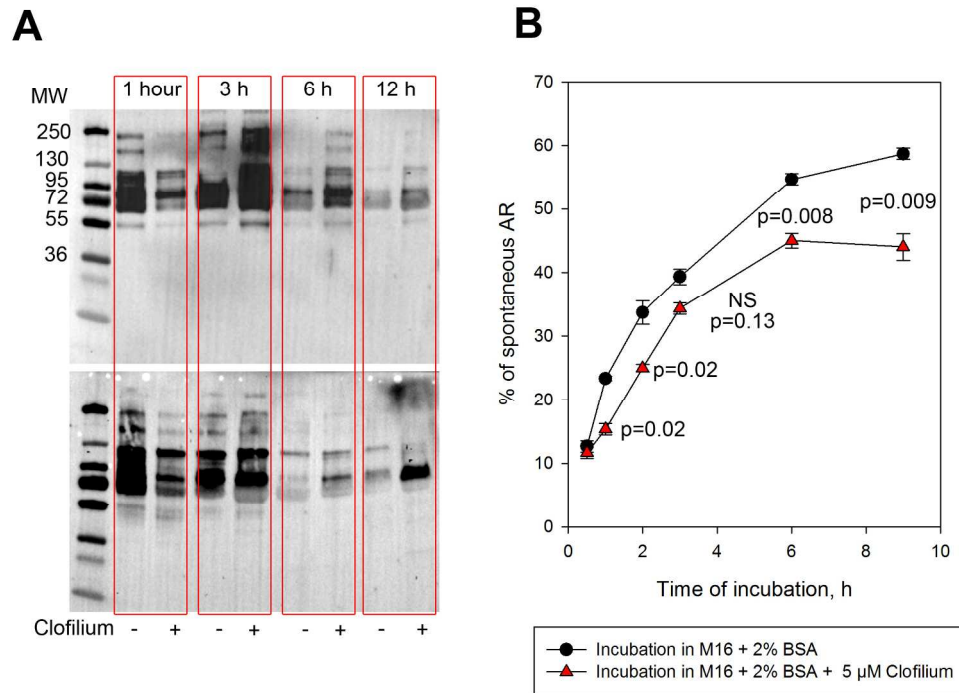 A
B
MW
1 hour 3 h 6 h 12 h
250
130
95
72
55
36
Clofilium - + - + - + - +
% of spontaneous AR
70
60
50
40
30
20
10
0
p=0.008
p=0.009
NS
p=0.13
p=0.02
p=0.02
0 2 4 6 8 10
Time of incubation, h
Incubation in M16 + 2% BSA
Incubation in M16 + 2% BSA + 5 µM Clofilium